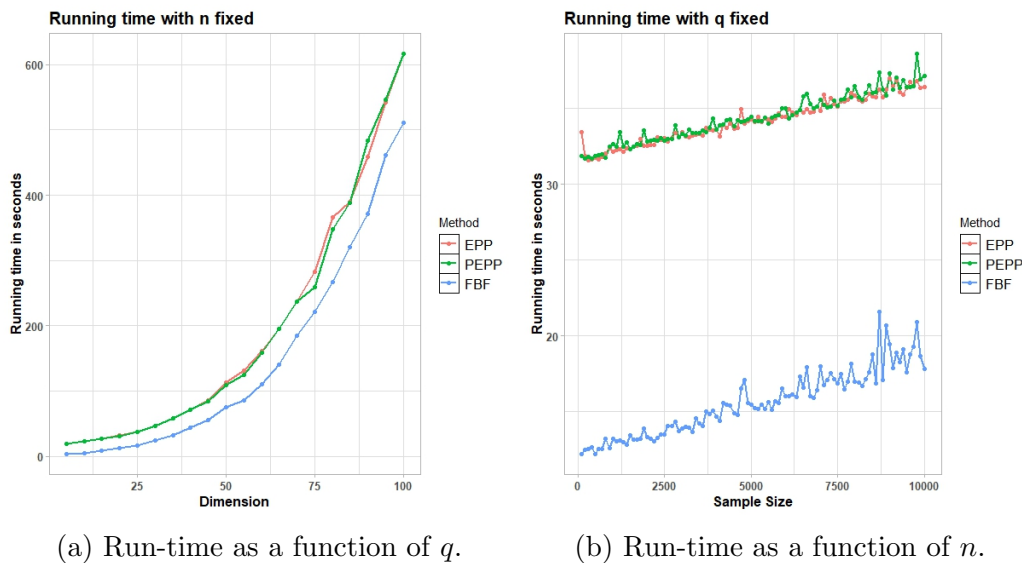 Running time with n fixed
Running time in seconds
600
400
200
0
25
50
75
100
Dimension
Method
EPP
PEPP
FBF
(a) Run-time as a function of q.
Running time with q fixed
Running time in seconds
30
20
0
2500
5000
7500
10000
Sample Size
Method
EPP
PEPP
FBF
(b) Run-time as a function of n.